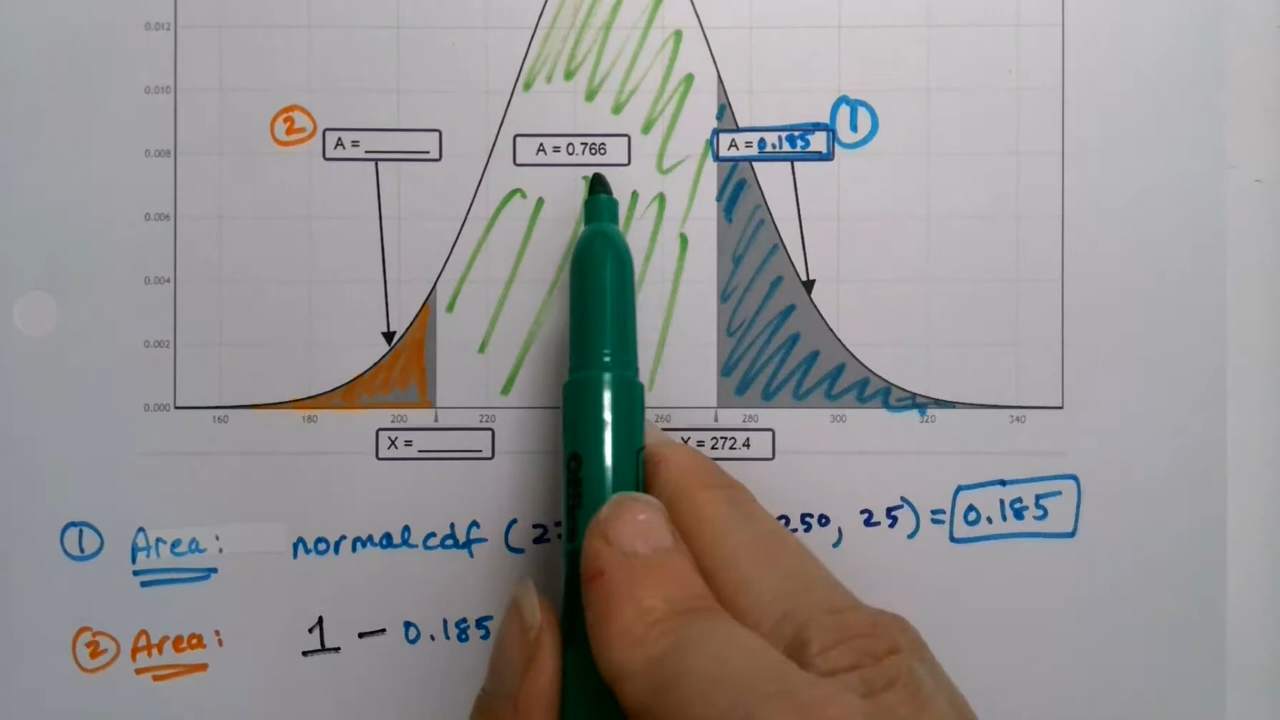 0.012
0.010
2 A = ______ A = 0.766 A = 0.185 1
0.008
0.006
0.004
0.002
0.000
160 180 200 220 260 280 300 320 340
X = ______ = 272.4
1 Area: normalcdf (2 250, 25) = 0.185
2 Area: 1 - 0.185